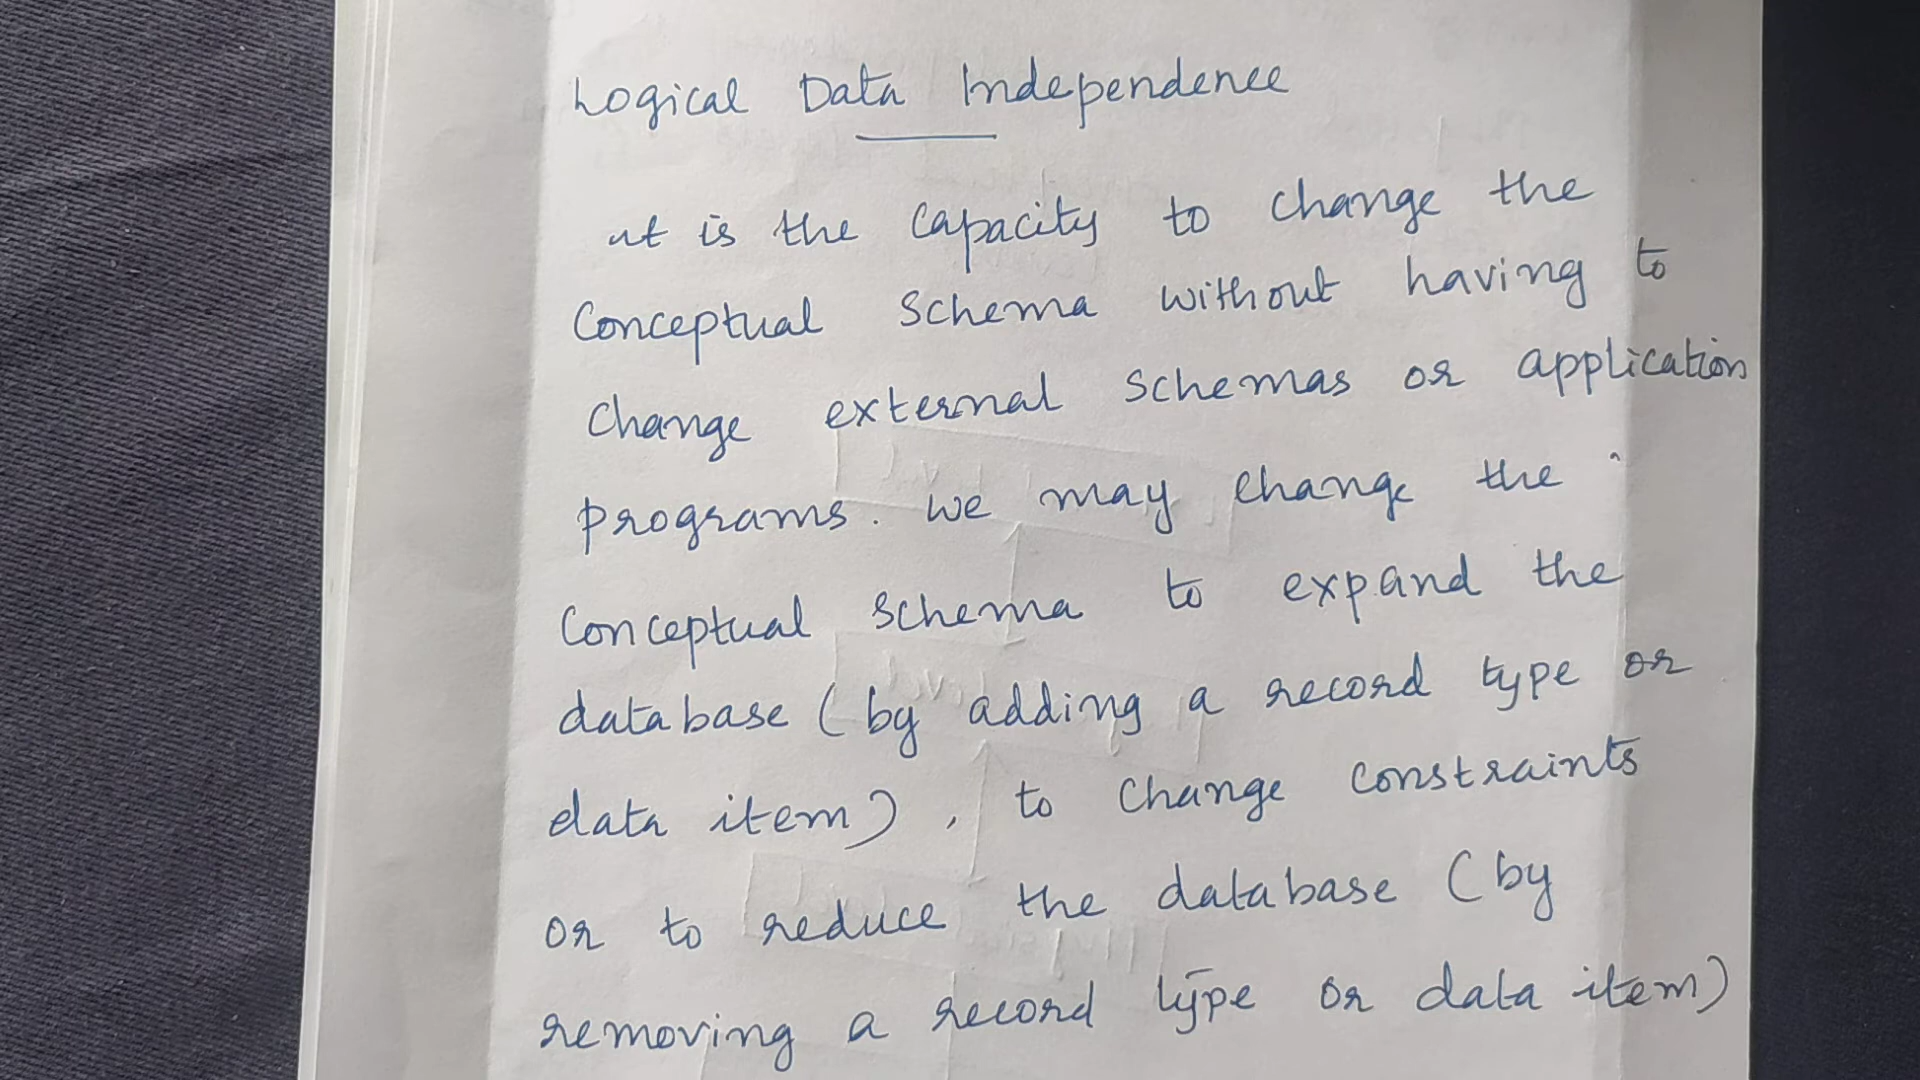 Logical Data Independence
It is the capacity to change the
Conceptual Schema without having to
Change external Schemas or application
programs. We may change the
Conceptual Schema to expand the
database (by adding a record type or
data item), to change constraints
or to reduce the database (by
removing a record type or data item)